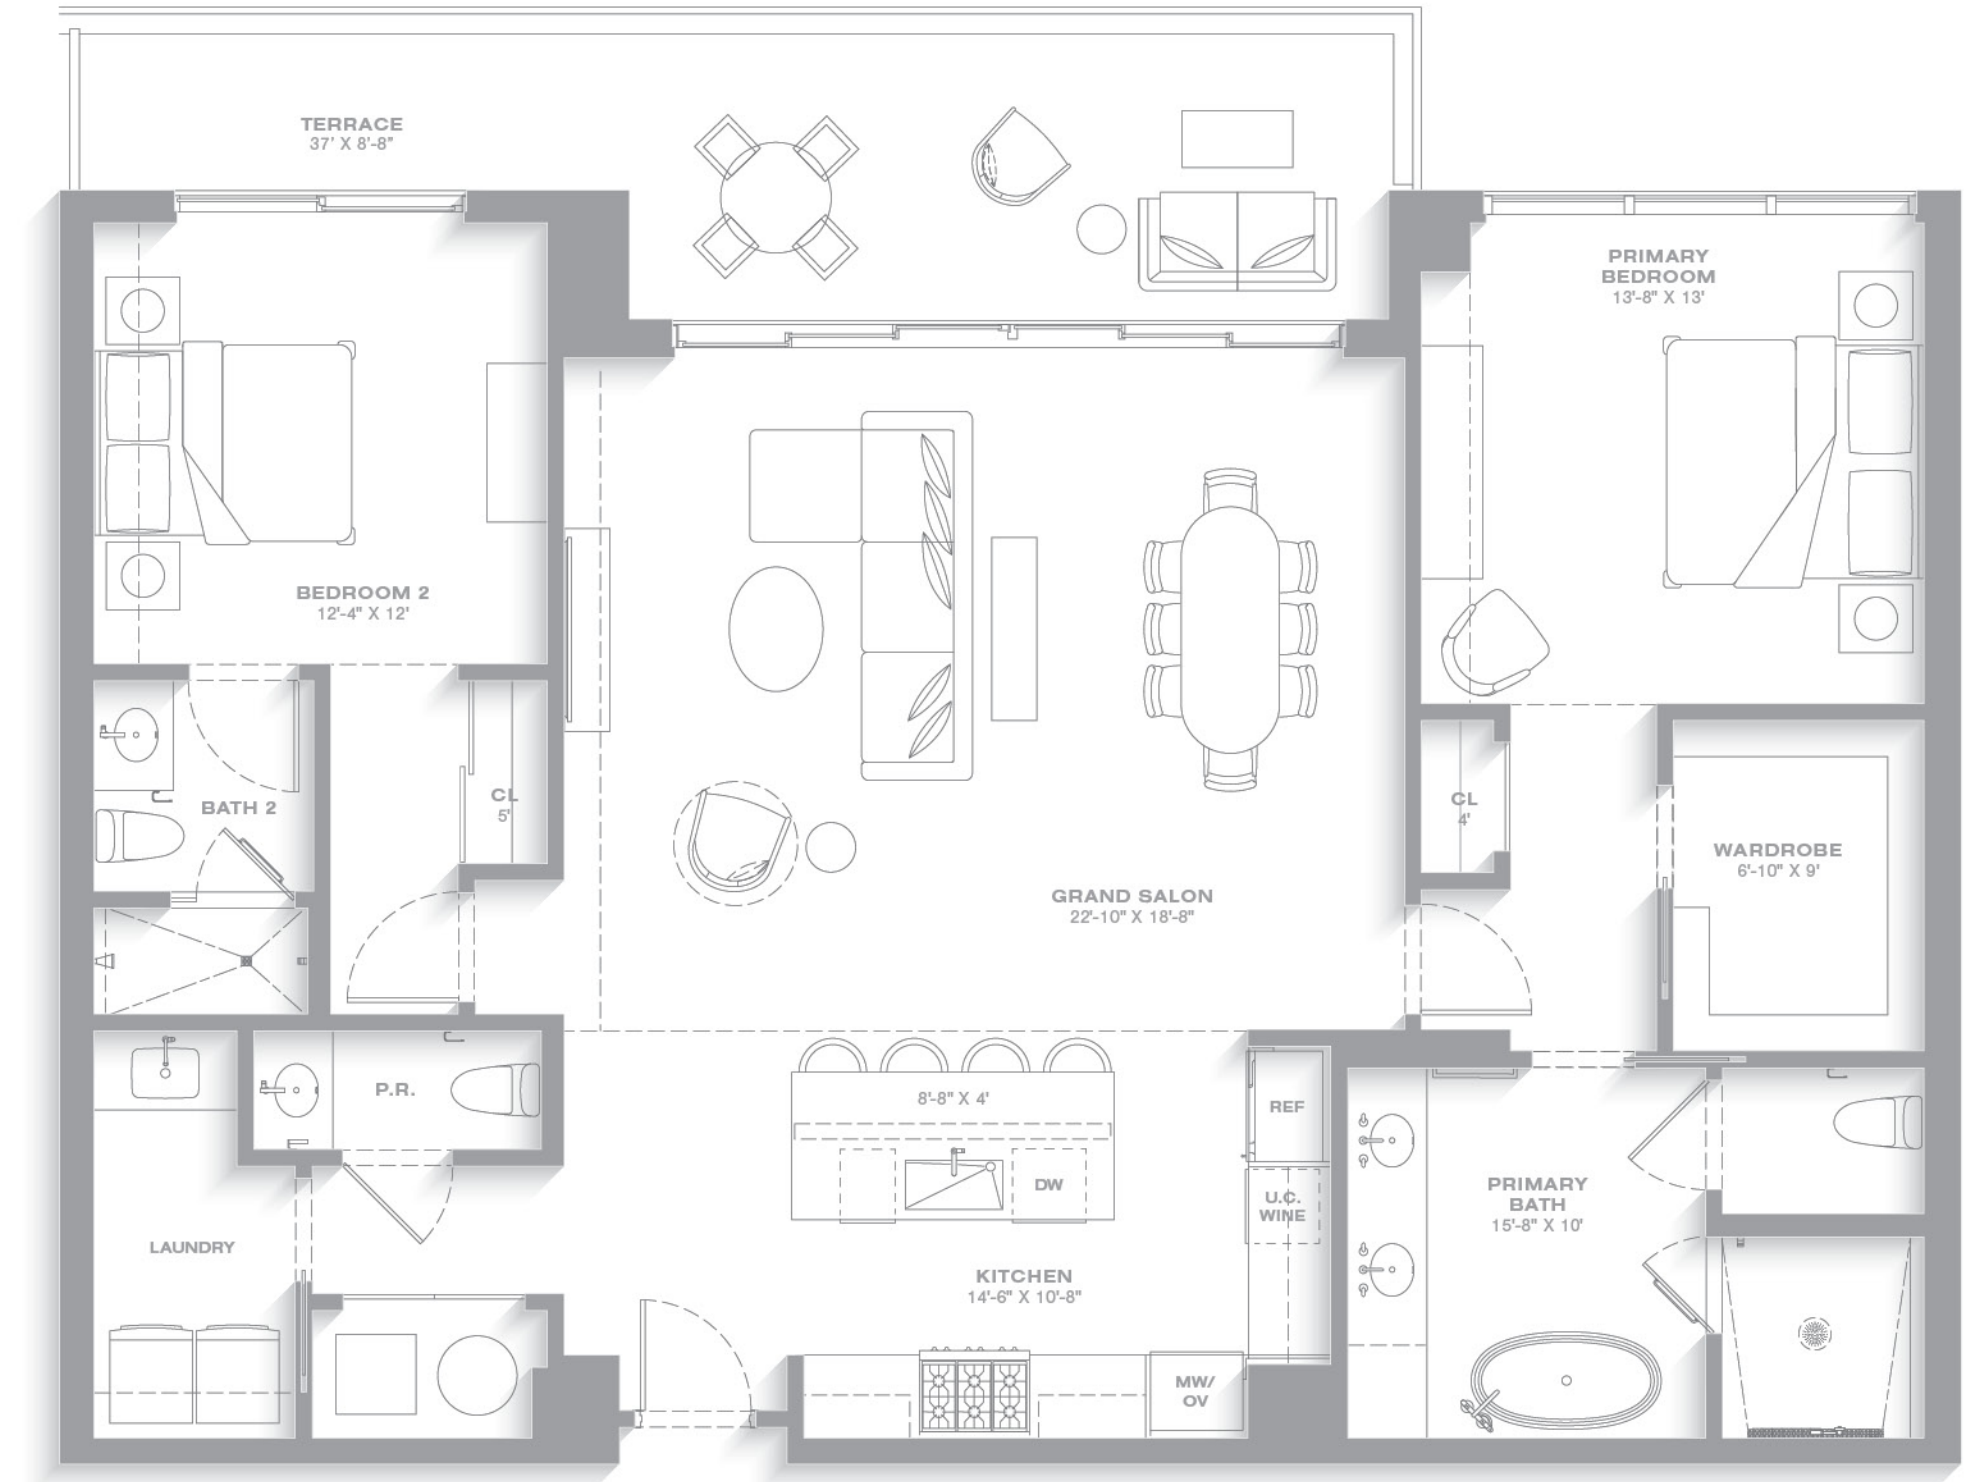 TERRACE
37' X 8'-8"
PRIMARY
BEDROOM
13'-8" X 13'
BEDROOM 2
12'-4" X 12'
BATH 2
CL
5'
CL
4'
WARDROBE
6'-10" X 9'
GRAND SALON
22'-10" X 18'-8"
P.R.
8'-8" X 4'
REF
DW
U.C.
WINE
PRIMARY
BATH
15'-8" X 10'
LAUNDRY
KITCHEN
14'-6" X 10'-8"
MW/
OV